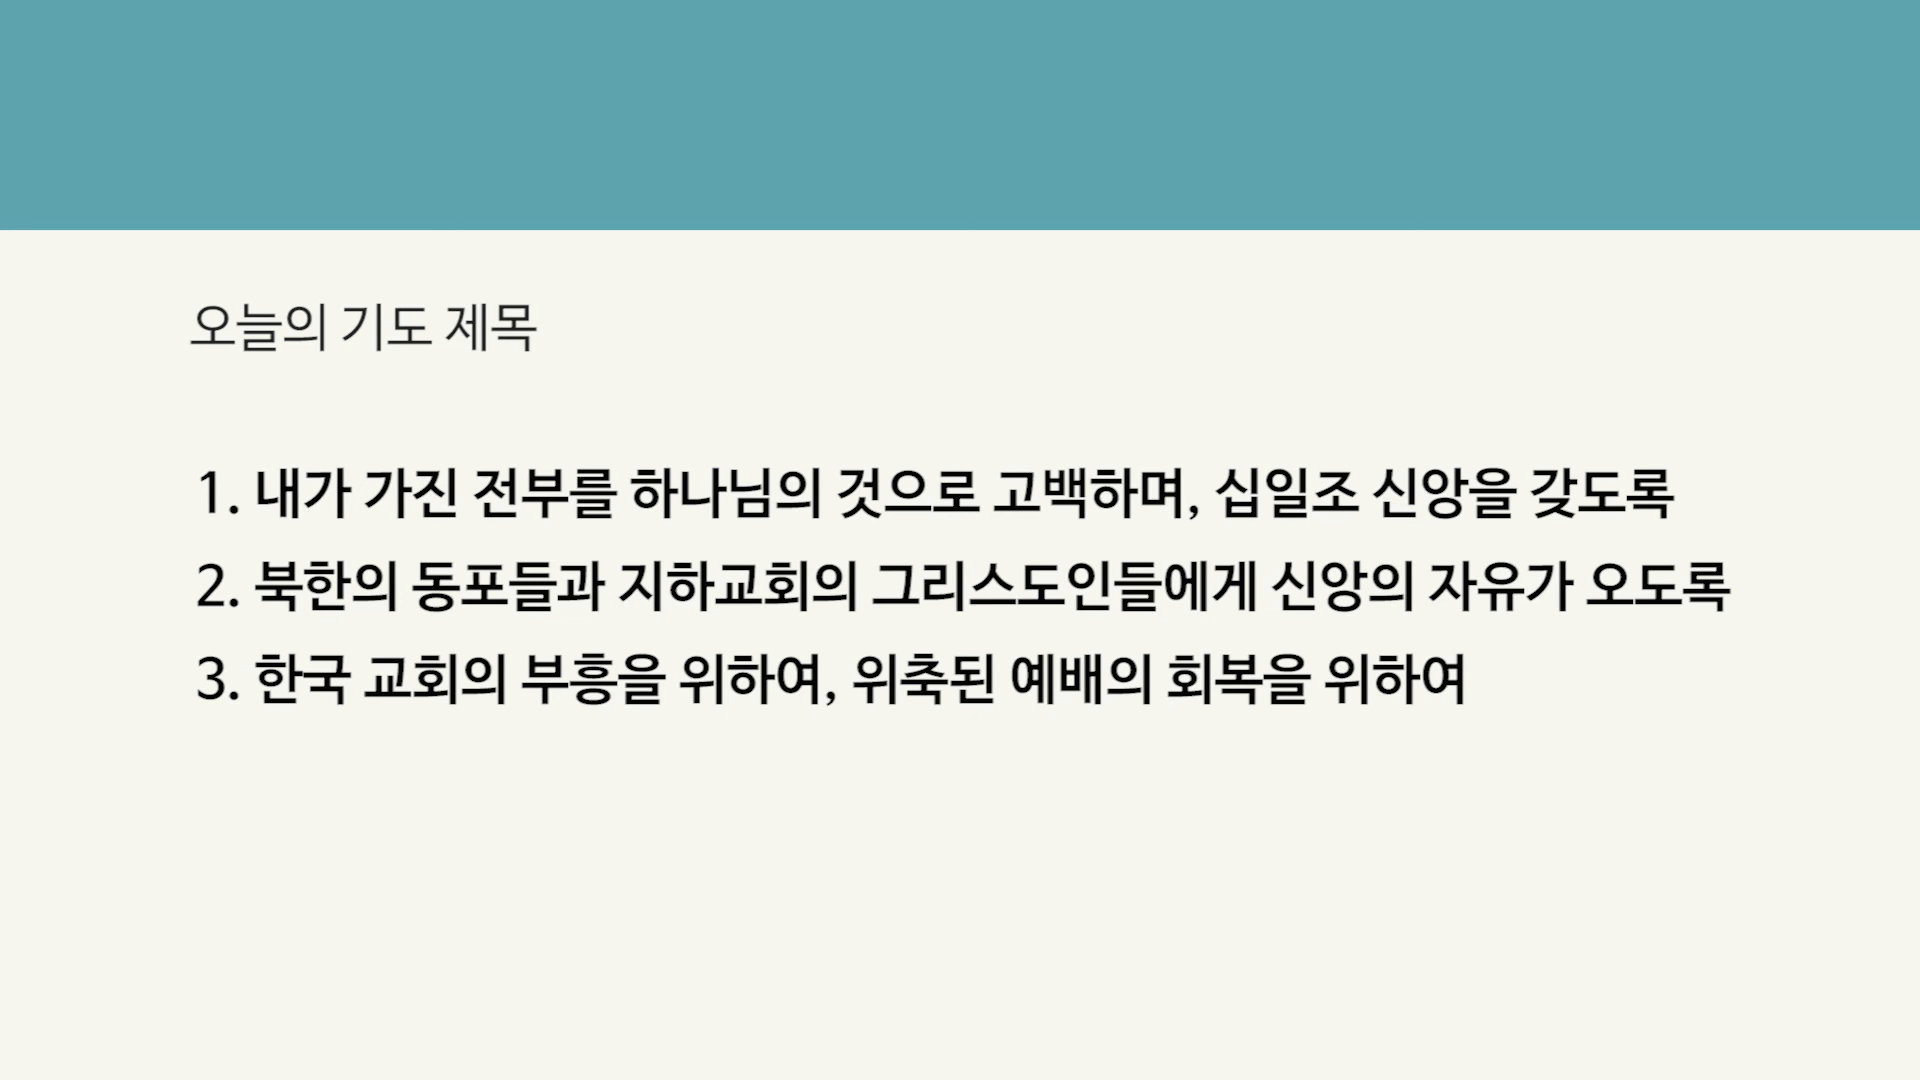 오늘의 기도 제목
1. 내가 가진 전부를 하나님의 것으로 고백하며, 십일조 신앙을 갖도록
2. 북한의 동포들과 지하교회의 그리스도인들에게 신앙의 자유가 오도록
3. 한국 교회의 부흥을 위하여, 위축된 예배의 회복을 위하여